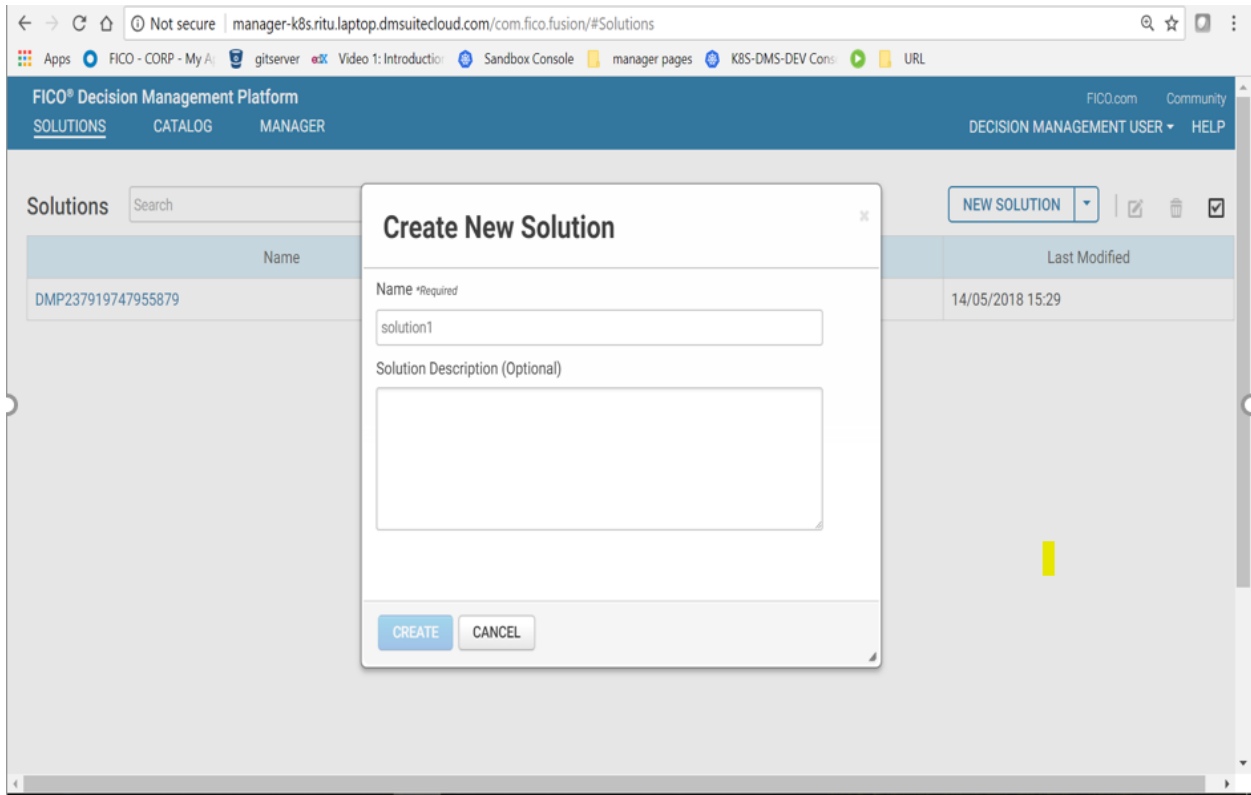 Not secure manager-k8s.ritu.laptop.dmsuitecloud.com/com.fico.fusion/#Solutions
Apps FICO - CORP - My A gitserver edX Video 1: Introductio Sandbox Console manager pages K8S-DMS-DEV Cons URL
FICO® Decision Management Platform FICO.com Community
SOLUTIONS CATALOG MANAGER DECISION MANAGEMENT USER HELP
Solutions Search NEW SOLUTION
Name Last Modified
DMP237919747955879 14/05/2018 15:29
Create New Solution
Name *Required
solution1
Solution Description (Optional)
CREATE CANCEL